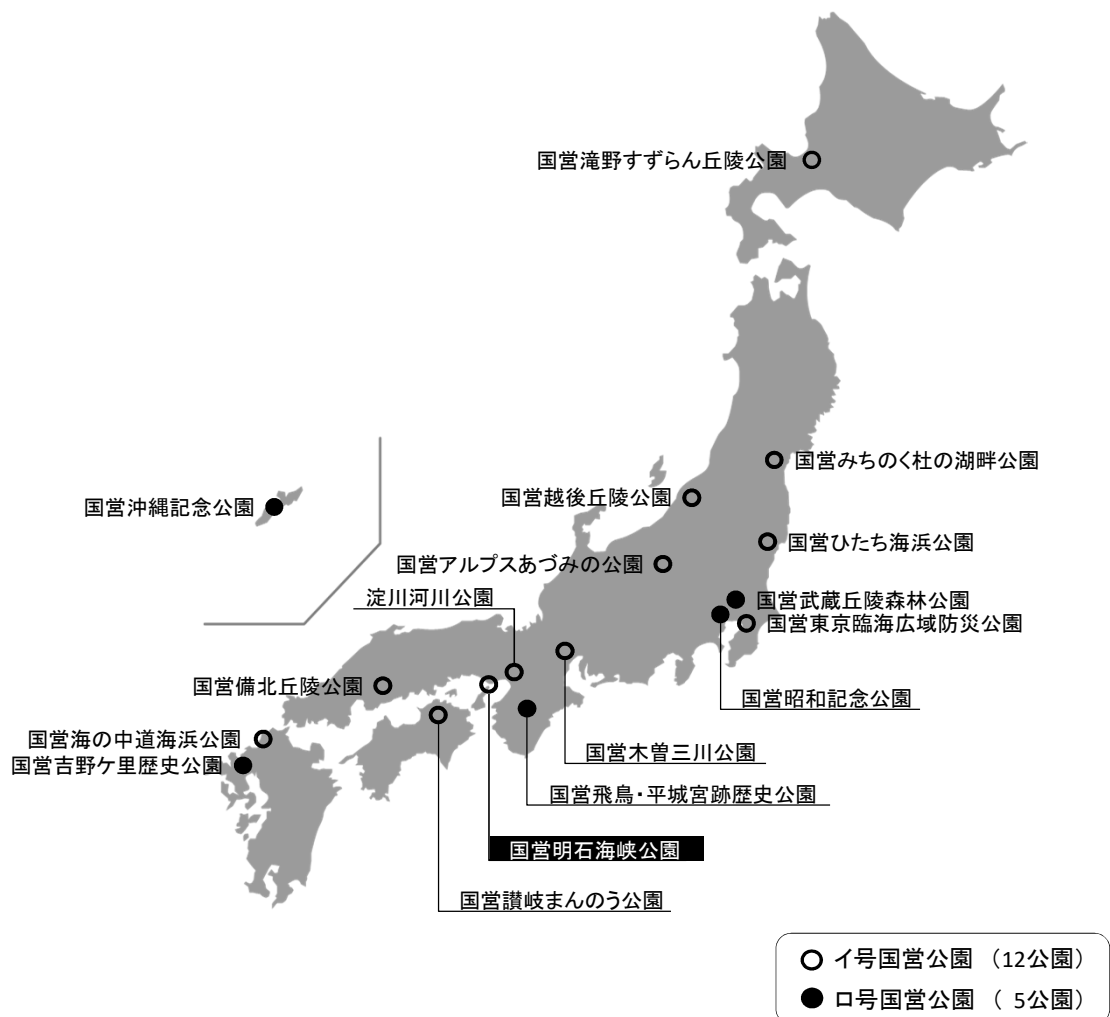 国営滝野すずらん丘陵公園
国営みちのく杜の湖畔公園
国営越後丘陵公園
国営沖縄記念公園
国営ひたち海浜公園
国営アルプスあづみの公園
淀川河川公園
国営武蔵丘陵森林公園
国営東京臨海広域防災公園
国営備北丘陵公園
国営昭和記念公園
国営海の中道海浜公園
国営木曽三川公園
国営吉野ケ里歴史公園
国営飛鳥・平城宮跡歴史公園
国営明石海峡公園
国営讃岐まんのう公園
イ号国営公園 (12公園)
ロ号国営公園 ( 5公園)